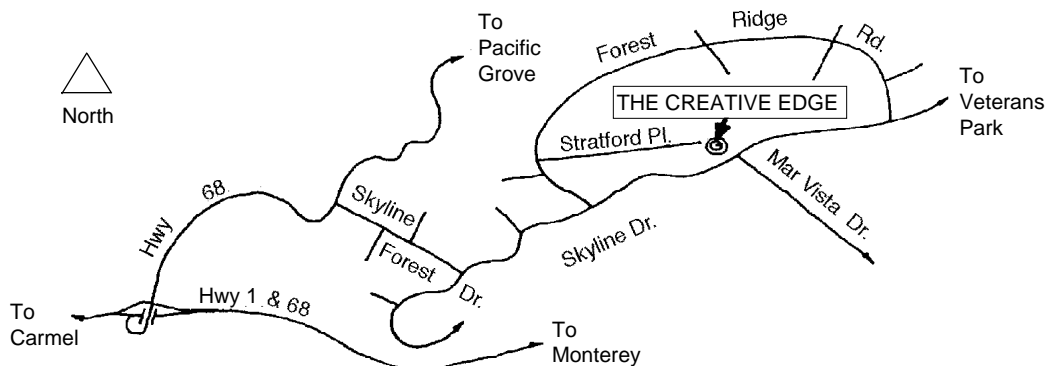 To
Pacific
Grove
Forest Ridge Rd.
North
To
Veterans
Park
THE CREATIVE EDGE
Stratford Pl.
Mar Vista Dr.
Hwy 68
Skyline
Forest Dr.
Skyline Dr.
Hwy 1 & 68
To
Carmel
To
Monterey